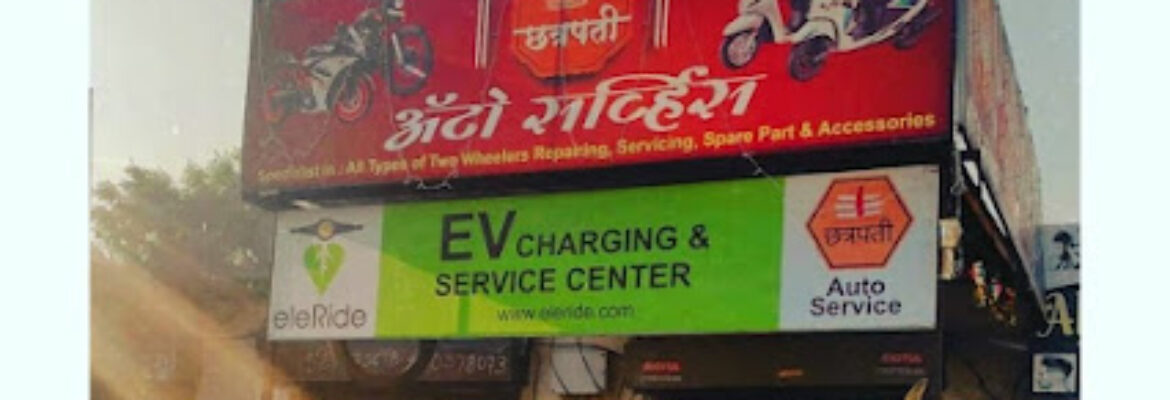 छत्रपती
ॲटो सर्व्हिस
Specialist in : All Types of Two Wheelers Repairing, Servicing, Spare Part & Accessories
EV CHARGING &
SERVICE CENTER
www.eleride.com
eleRide
छत्रपती
Auto
Service